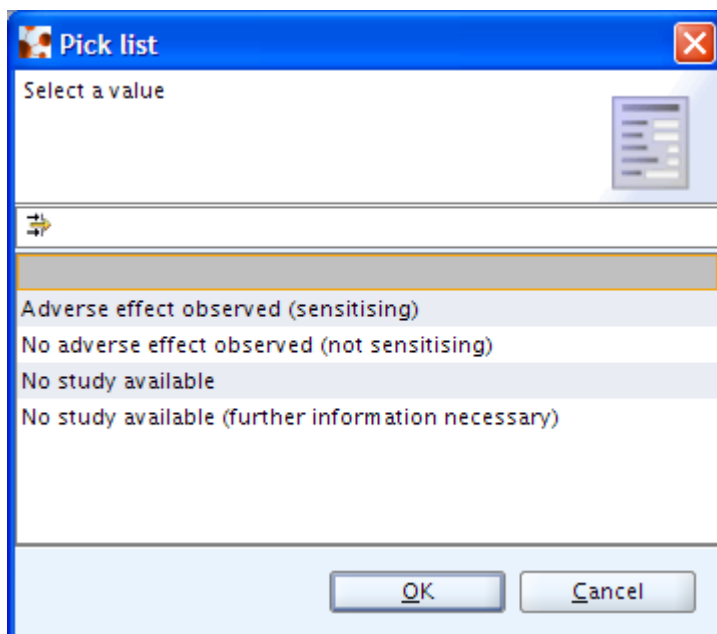 Pick list
Select a value
Adverse effect observed (sensitising)
No adverse effect observed (not sensitising)
No study available
No study available (further information necessary)
OK
Cancel